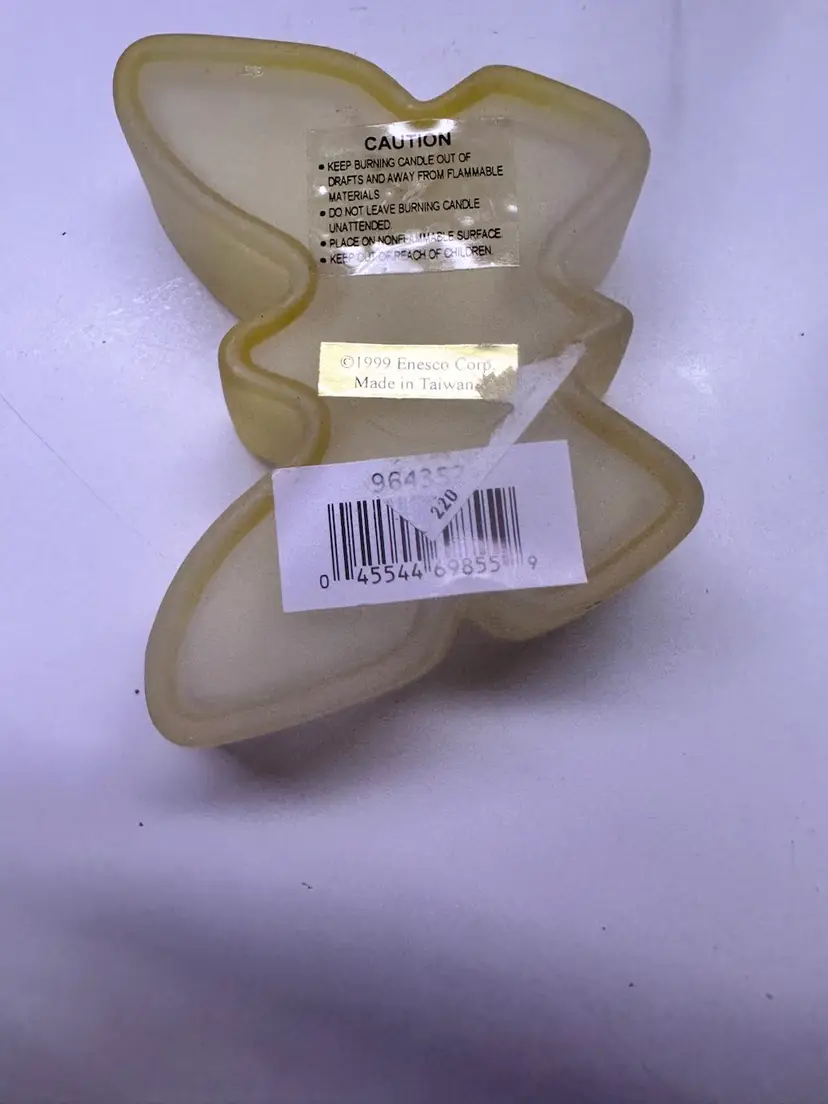 CAUTION
• KEEP BURNING CANDLE OUT OF
DRAFTS AND AWAY FROM FLAMMABLE
MATERIALS
• DO NOT LEAVE BURNING CANDLE
UNATTENDED.
• PLACE ON NONFLAMMABLE SURFACE
• KEEP OUT OF REACH OF CHILDREN.
©1999 Enesco Corp.
Made in Taiwan
220
0 45544 69855 9